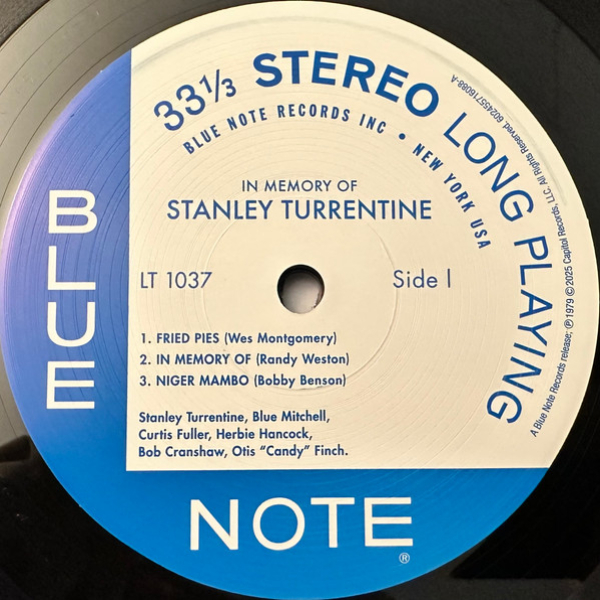 33⅓ STEREO LONG PLAYING
BLUE NOTE RECORDS INC • NEW YORK USA
IN MEMORY OF
STANLEY TURRENTINE
LT 1037
Side 1
1. FRIED PIES (Wes Montgomery)
2. IN MEMORY OF (Randy Weston)
3. NIGER MAMBO (Bobby Benson)
Stanley Turrentine, Blue Mitchell,
Curtis Fuller, Herbie Hancock,
Bob Cranshaw, Otis “Candy” Finch.
BLUE
NOTE®
A Blue Note Records release; ℗ 1979 © 2025 Capitol Records, LLC. All Rights Reserved. 602457716088-A